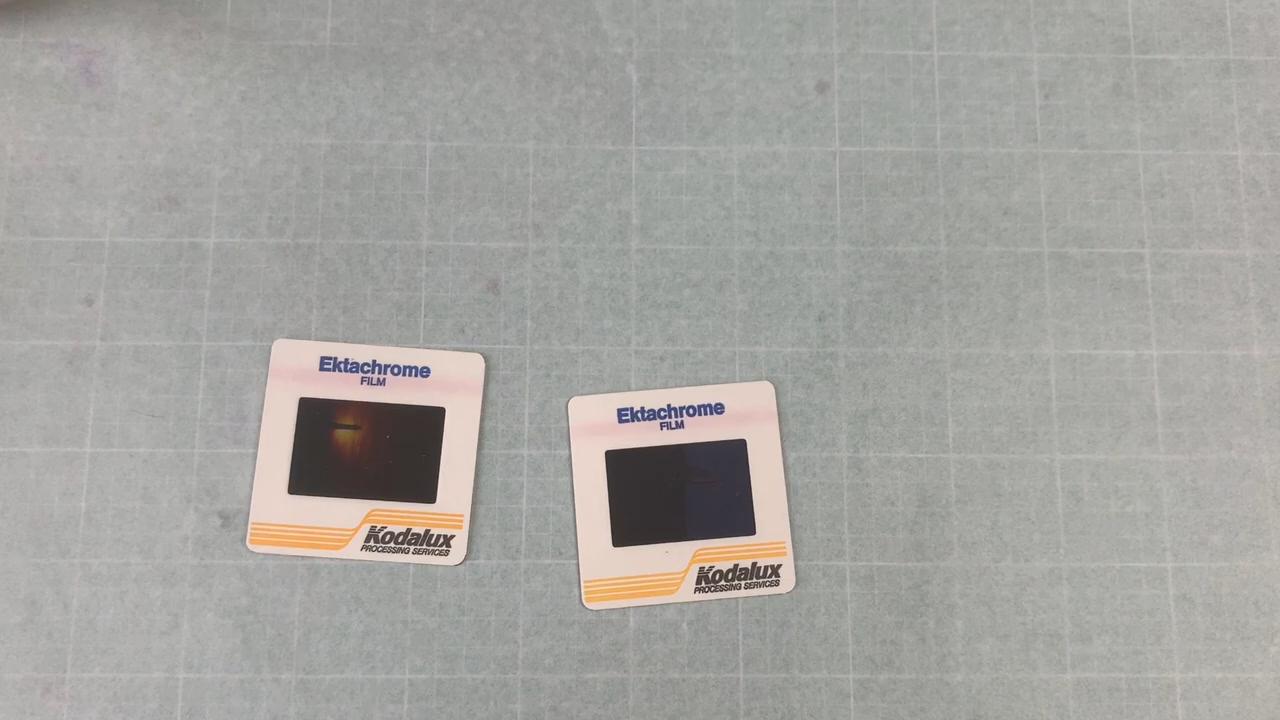 Ektachrome
FILM
Kodalux
PROCESSING SERVICES
Ektachrome
FILM
Kodalux
PROCESSING SERVICES